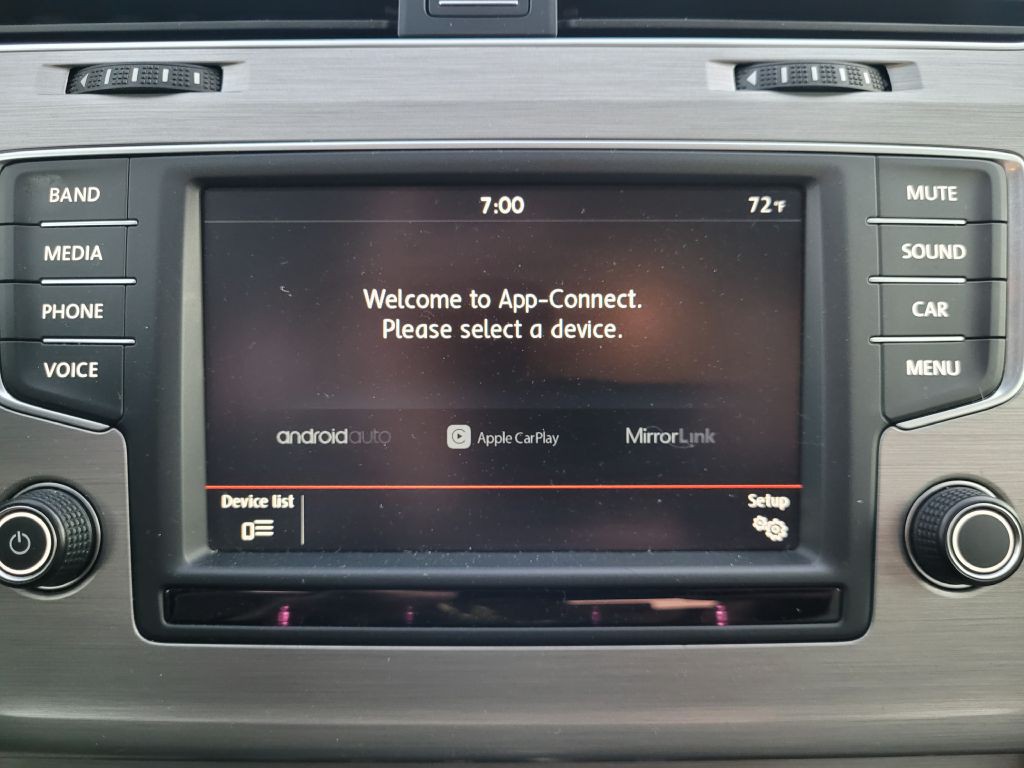 BAND
MEDIA
PHONE
VOICE
7:00
72°F
Welcome to App-Connect.
Please select a device.
androidauto
Apple CarPlay
MirrorLink
Device list
Setup
MUTE
SOUND
CAR
MENU